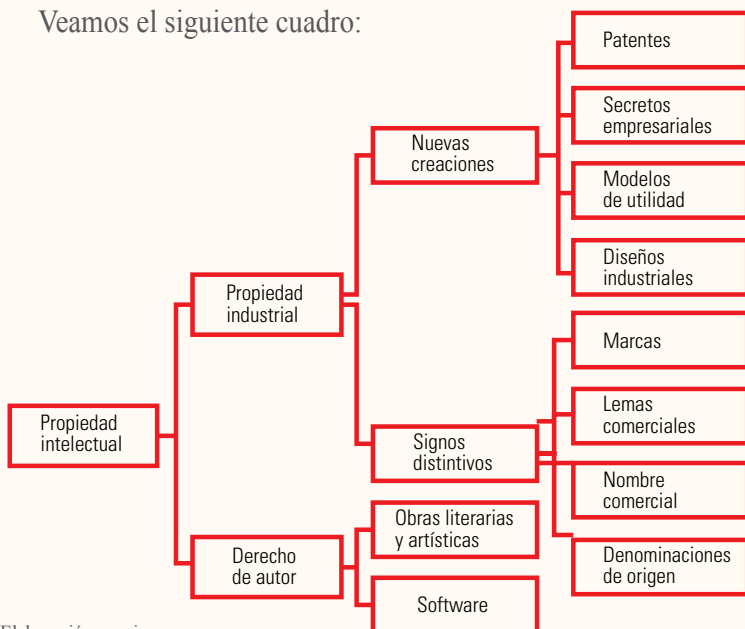 Veamos el siguiente cuadro:
Patentes
Secretos
empresariales
Nuevas
creaciones
Modelos
de utilidad
Diseños
industriales
Propiedad
industrial
Marcas
Lemas
comerciales
Propiedad
intelectual
Signos
distintivos
Nombre
comercial
Obras literarias
y artísticas
Denominaciones
de origen
Derecho
de autor
Software